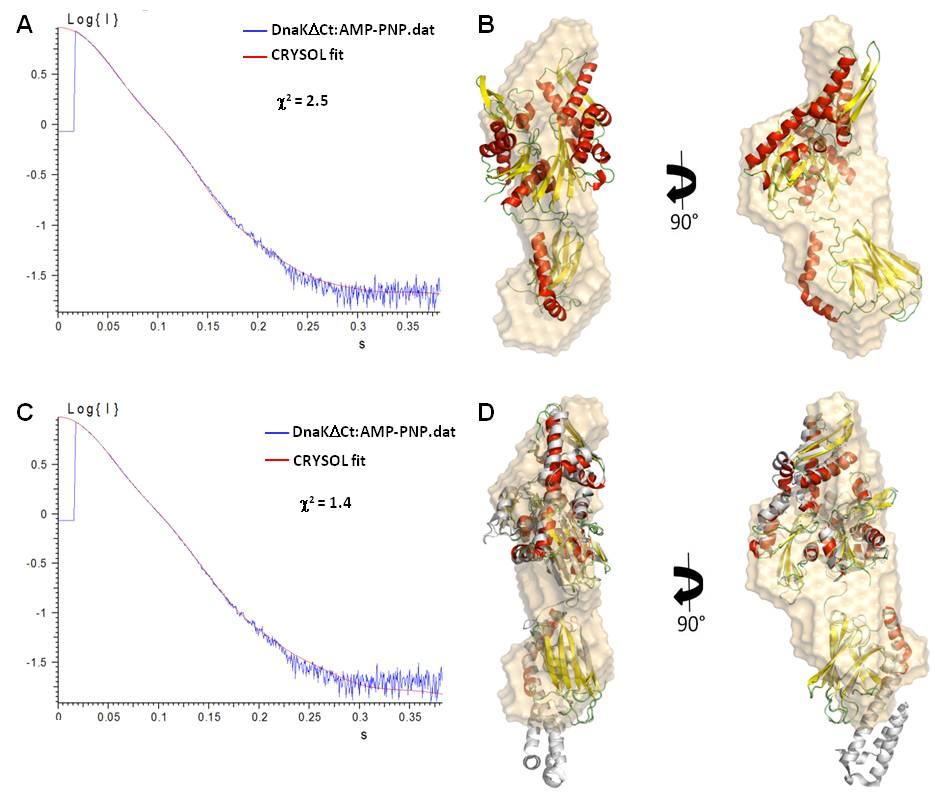 A
Log{I}
DnaKΔCt:AMP-PNP.dat
CRYSOL fit
χ² = 2.5
0.5
0
-0.5
-1
-1.5
0 0.05 0.1 0.15 0.2 0.25 0.3 0.35
s
B
90°
C
Log{I}
DnaKΔCt:AMP-PNP.dat
CRYSOL fit
χ² = 1.4
0.5
0
-0.5
-1
-1.5
0 0.05 0.1 0.15 0.2 0.25 0.3 0.35
s
D
90°